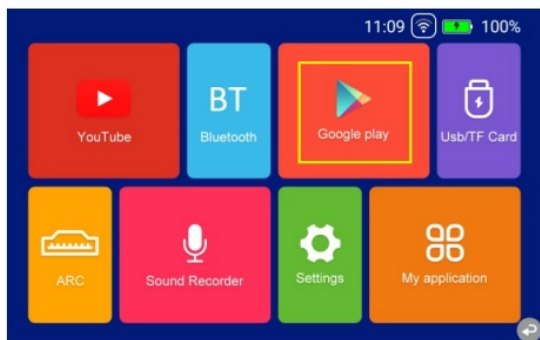 11:09 100%
YouTube
BT
Bluetooth
Google play
Usb/TF Card
ARC
Sound Recorder
Settings
My application